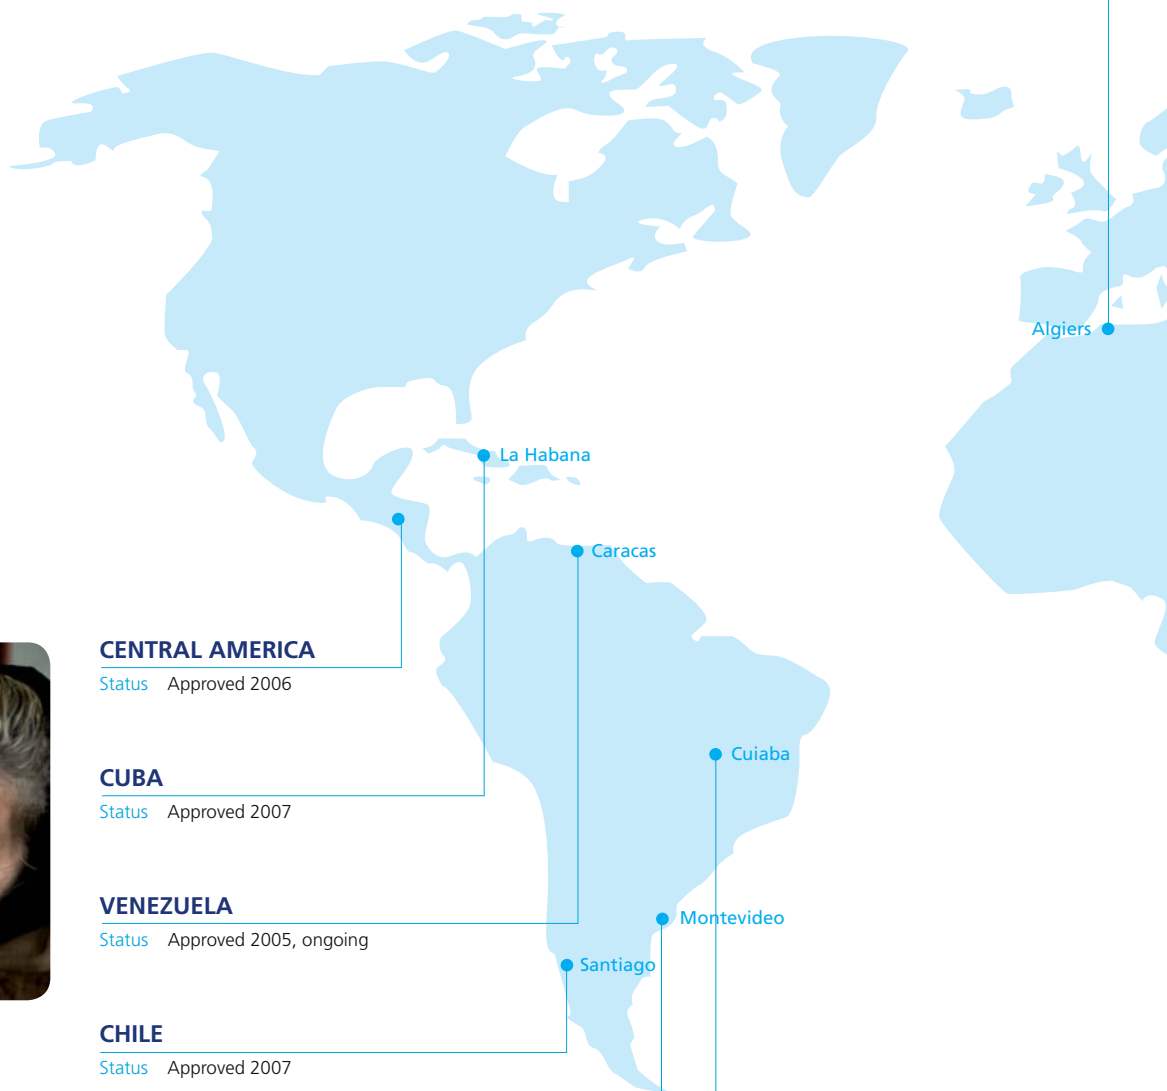 Algiers
La Habana
Caracas
CENTRAL AMERICA
Status Approved 2006
Cuiaba
CUBA
Status Approved 2007
VENEZUELA
Montevideo
Status Approved 2005, ongoing
Santiago
CHILE
Status Approved 2007